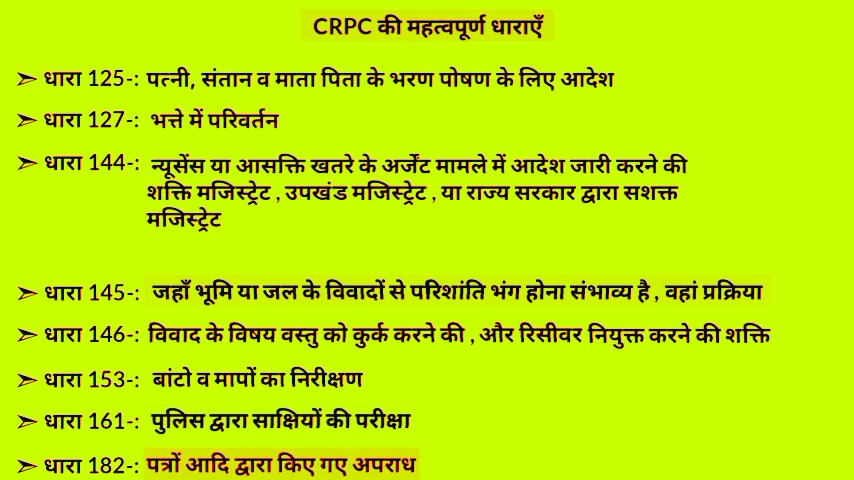 CRPC की महत्वपूर्ण धाराएँ
➣ धारा 125-: पत्नी, संतान व माता पिता के भरण पोषण के लिए आदेश
➣ धारा 127-: भत्ते में परिवर्तन
➣ धारा 144-: न्यूसेंस या आसक्ति खतरे के अर्जेंट मामले में आदेश जारी करने की
शक्ति मजिस्ट्रेट , उपखंड मजिस्ट्रेट , या राज्य सरकार द्वारा सशक्त
मजिस्ट्रेट
➣ धारा 145-: जहाँ भूमि या जल के विवादों से परिशांति भंग होना संभाव्य है , वहां प्रक्रिया
➣ धारा 146-: विवाद के विषय वस्तु को कुर्क करने की , और रिसीवर नियुक्त करने की शक्ति
➣ धारा 153-: बांटो व मापों का निरीक्षण
➣ धारा 161-: पुलिस द्वारा साक्षियों की परीक्षा
➣ धारा 182-: पत्रों आदि द्वारा किए गए अपराध